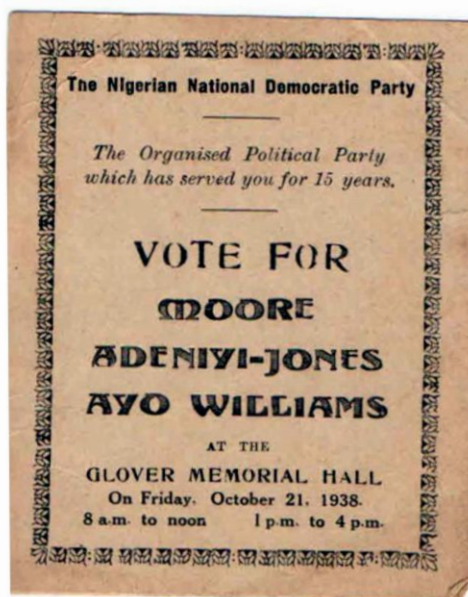 The Nigerian National Democratic Party
The Organised Political Party
which has served you for 15 years.
VOTE FOR
MOORE
ADENIYI-JONES
AYO WILLIAMS
AT THE
GLOVER MEMORIAL HALL
On Friday, October 21, 1938.
8 a.m. to noon 1 p.m. to 4 p.m.